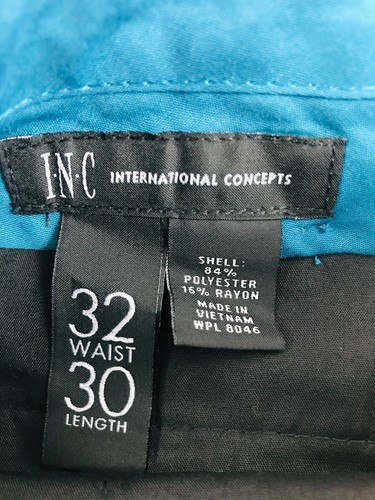 I·N·C INTERNATIONAL CONCEPTS
32
WAIST
30
LENGTH
SHELL:
84%
POLYESTER
16% RAYON
MADE IN
VIETNAM
WPL 8046